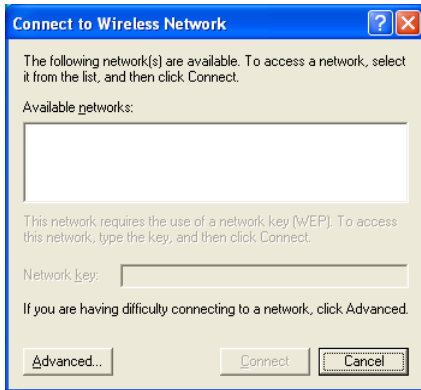 Connect to Wireless Network
The following network(s) are available. To access a network, select
it from the list, and then click Connect.
Available networks:
This network requires the use of a network key (WEP). To access
this network, type the key, and then click Connect.
Network key:
If you are having difficulty connecting to a network, click Advanced.
Advanced... Connect Cancel